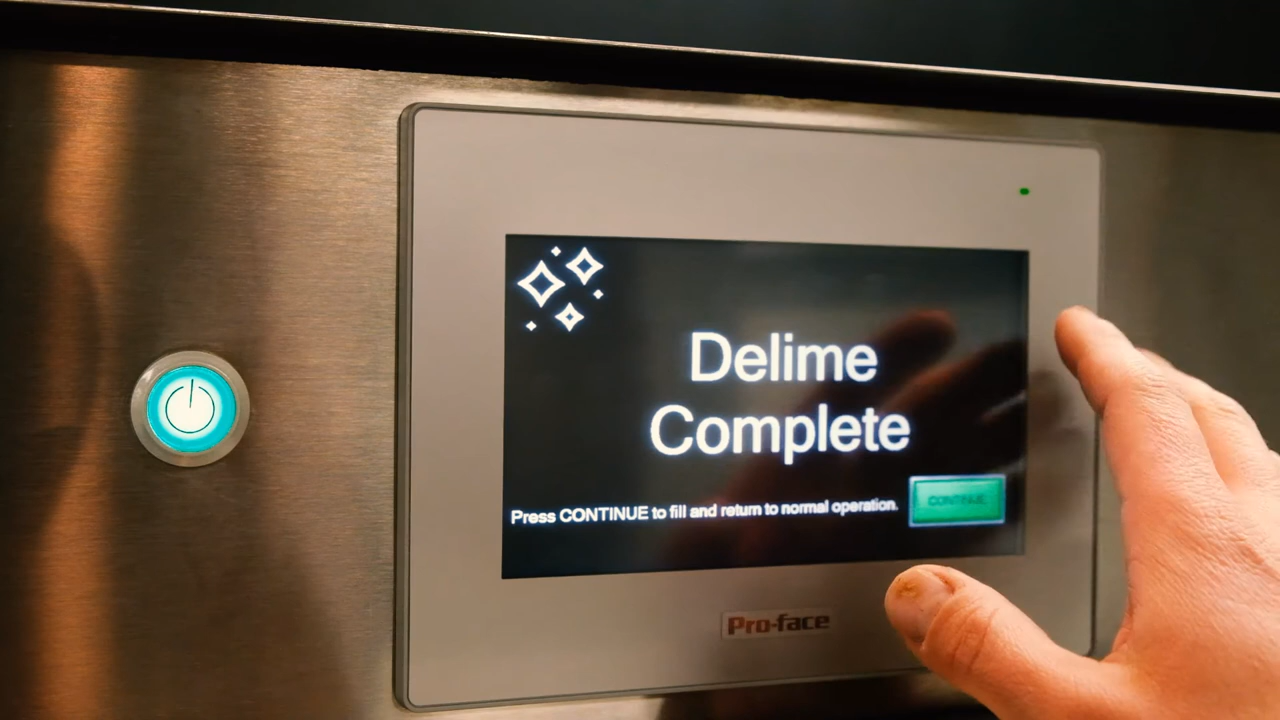 Delime
Complete
Press CONTINUE to fill and return to normal operation.
CONTINUE
Pro-face